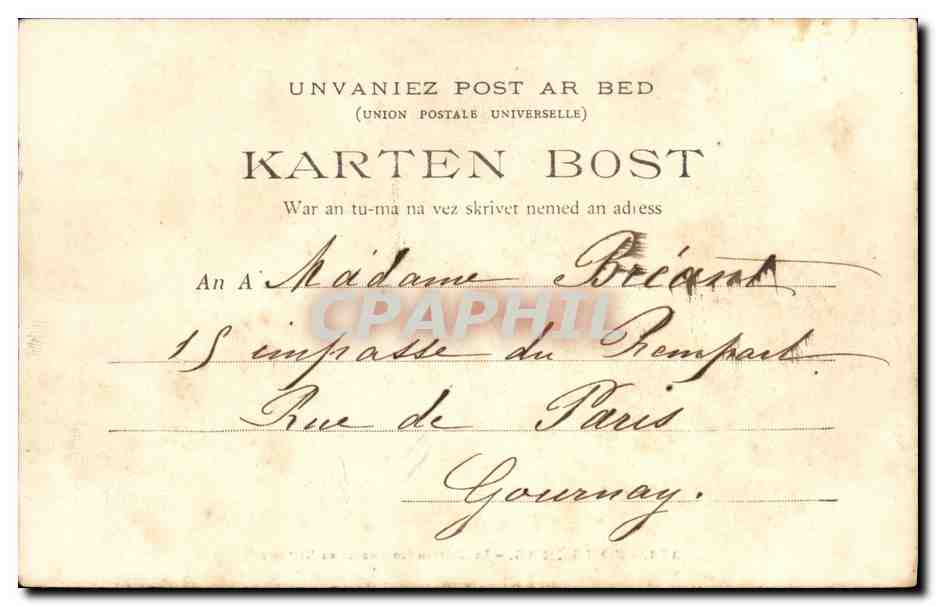 UNVANIEZ POST AR BED
(UNION POSTALE UNIVERSELLE)
KARTEN BOST
War an tu-ma na vez skrivet nemed an adress
An A' Madame Bréant
CPAPHIL
15 impasse du Rempart
Rue de Paris
Gournay.